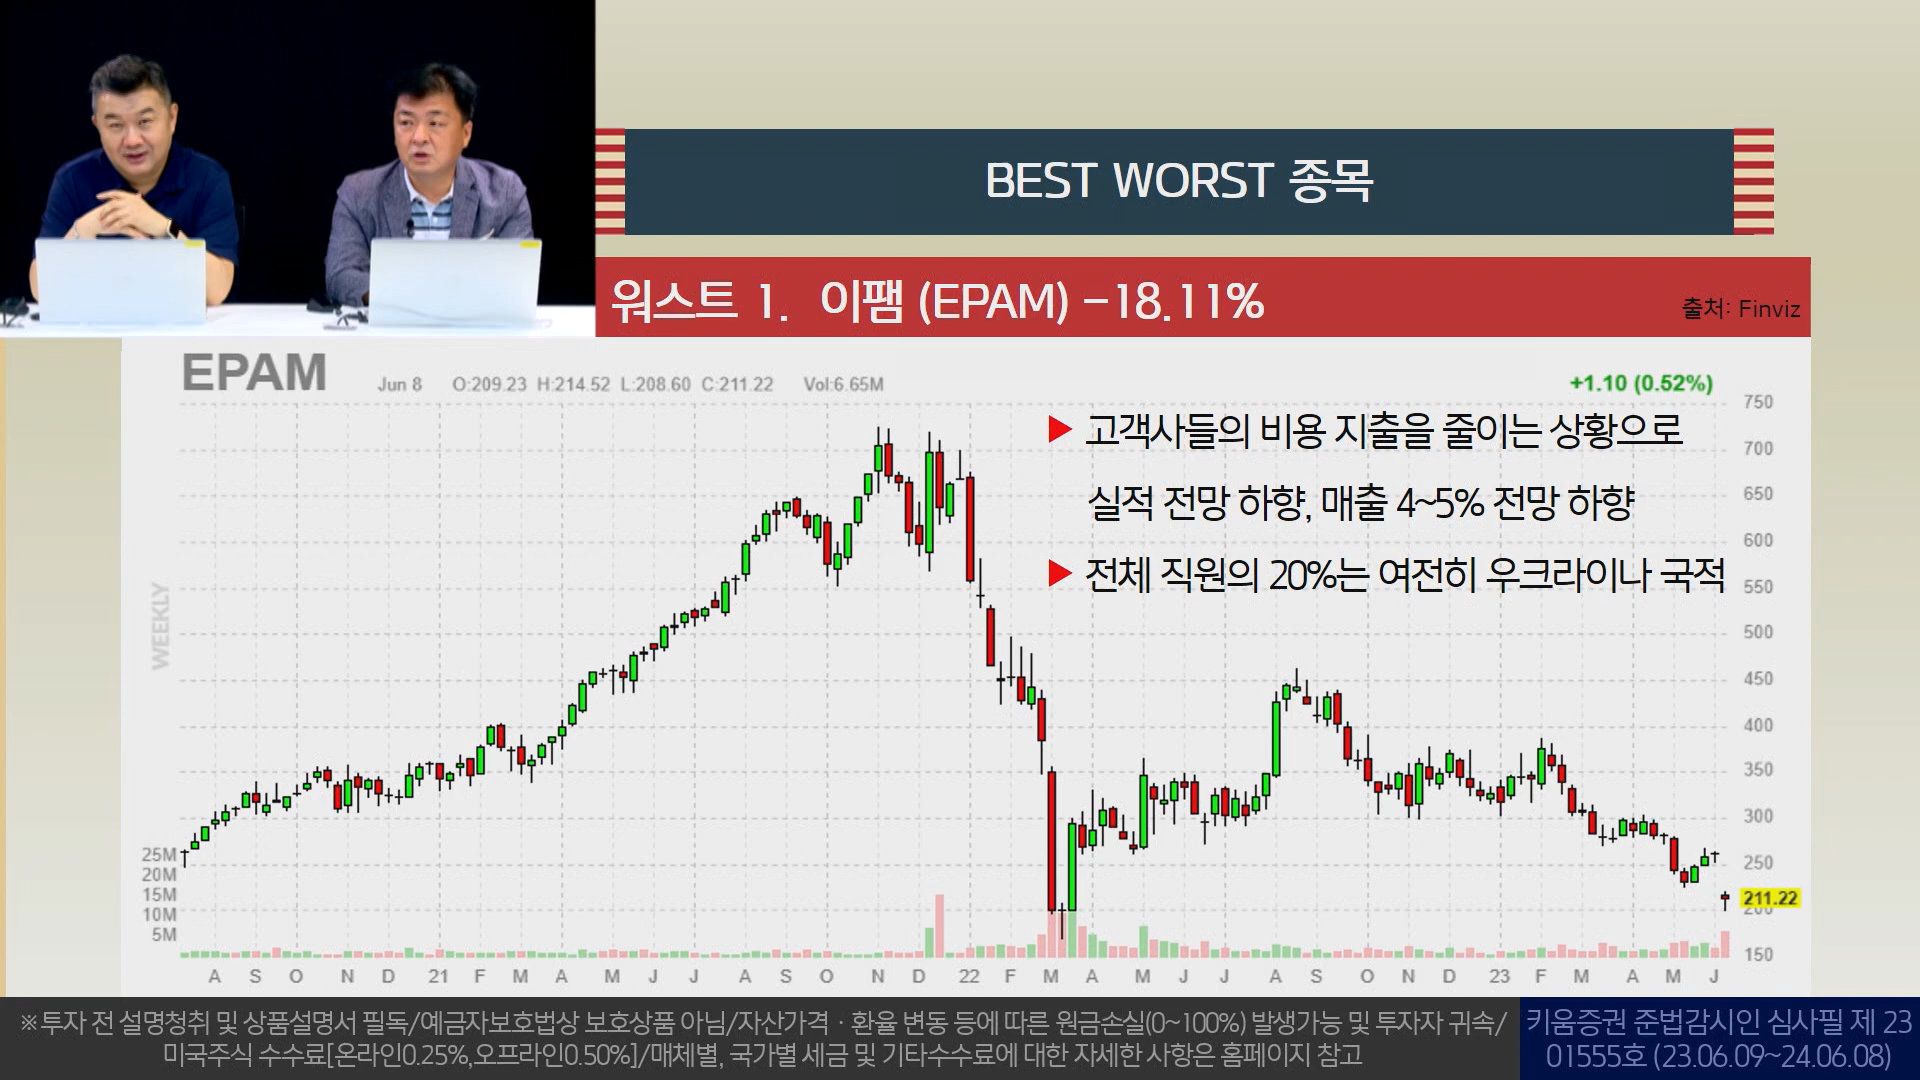 BEST WORST 종목
워스트 1. 이팸 (EPAM) -18.11%
출처: Finviz
EPAM
Jun 8 O:209.23 H:214.52 L:208.60 C:211.22 Vol:6.65M
+1.10 (0.52%)
▶ 고객사들의 비용 지출을 줄이는 상황으로
실적 전망 하향, 매출 4~5% 전망 하향
▶ 전체 직원의 20%는 여전히 우크라이나 국적
WEEKLY
750
700
650
600
550
500
450
400
350
300
250
211.22
200
150
25M
20M
15M
10M
5M
A S O N D 21 F M A M J J A S O N D 22 F M A M J J A S O N D 23 F M A M J
※투자 전 설명청취 및 상품설명서 필독/예금자보호법상 보호상품 아님/자산가격·환율 변동 등에 따른 원금손실(0~100%) 발생가능 및 투자자 귀속/
미국주식 수수료[온라인0.25%,오프라인0.50%]/매체별, 국가별 세금 및 기타수수료에 대한 자세한 사항은 홈페이지 참고
키움증권 준법감시인 심사필 제 23
01555호 (23.06.09~24.06.08)